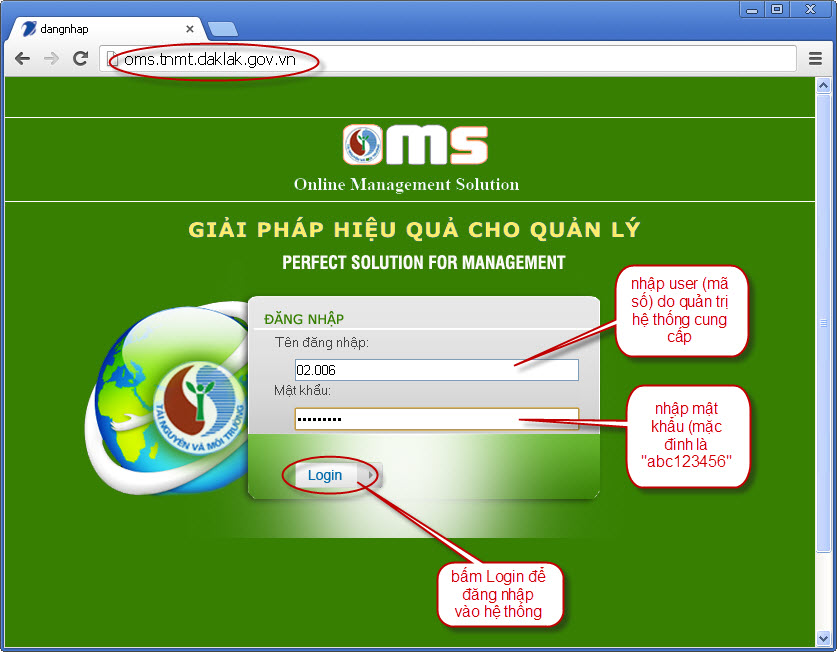 dangnhap
oms.tnmt.daklak.gov.vn
oms
Online Management Solution
GIẢI PHÁP HIỆU QUẢ CHO QUẢN LÝ
PERFECT SOLUTION FOR MANAGEMENT
nhập user (mã
số) do quản trị
hệ thống cung
cấp
ĐĂNG NHẬP
Tên đăng nhập:
02.006
Mật khẩu:
•••••••••
nhập mật
khẩu (mặc
đinh là
"abc123456"
TÀI NGUYÊN VÀ MÔI TRƯỜNG
Login
bấm Login để
đăng nhập
vào hệ thống